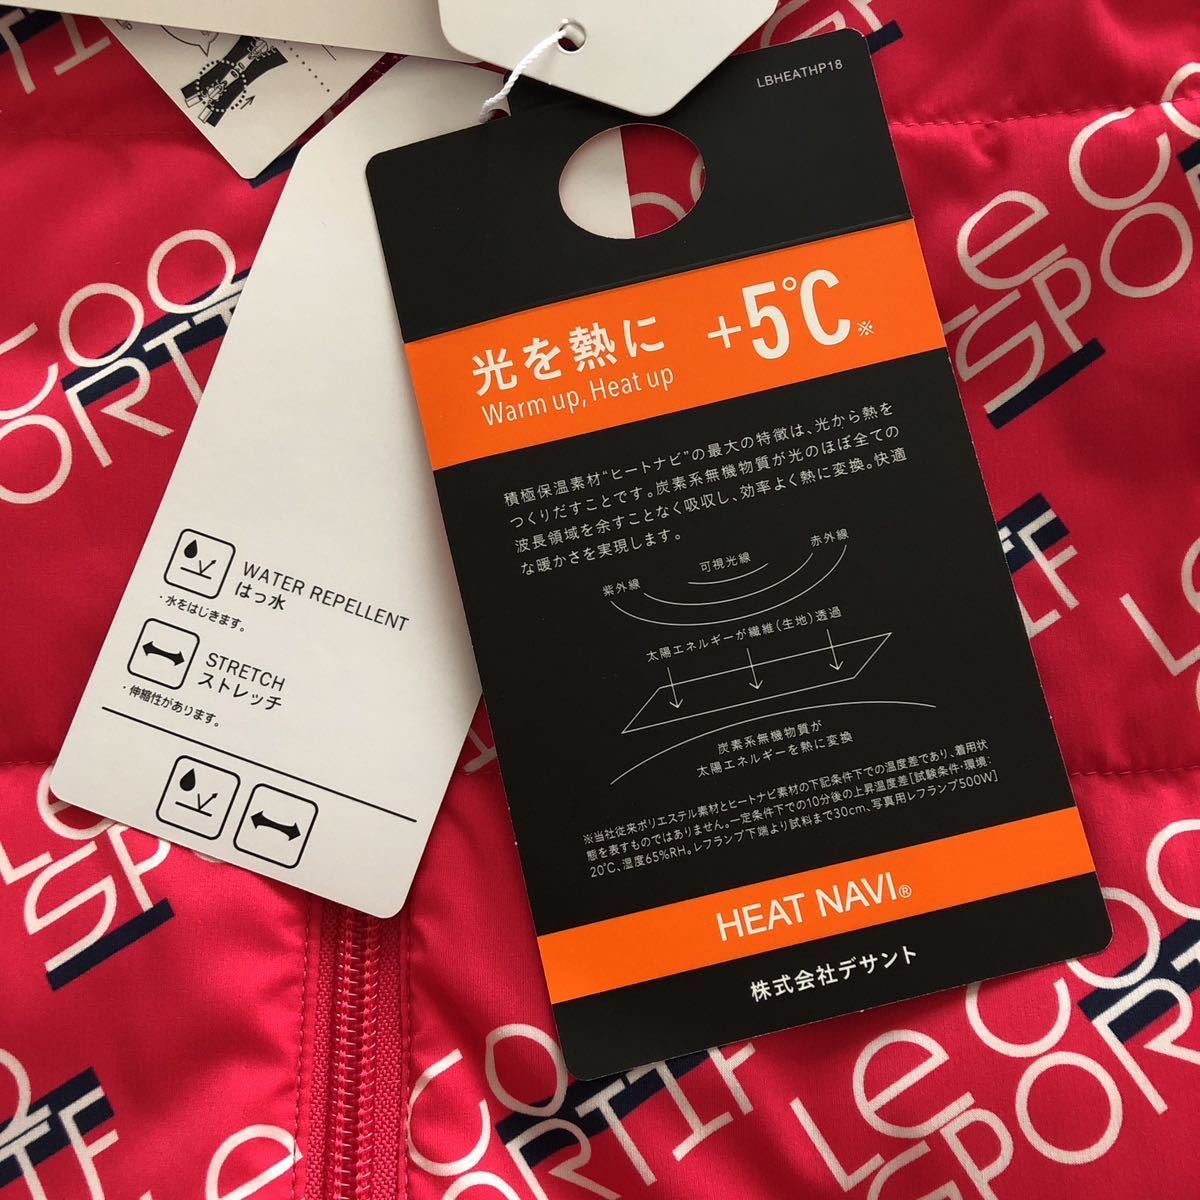 LBHEATHP18
光を熱に +5℃※
Warm up, Heat up
積極保温素材“ヒートナビ”の最大の特徴は、光から熱を
つくりだすことです。炭素系無機物質が光のほぼ全ての
波長領域を余すことなく吸収し、効率よく熱に変換。快適
な暖かさを実現します。
紫外線 可視光線 赤外線
太陽エネルギーが繊維(生地)透過
炭素系無機物質が
太陽エネルギーを熱に変換
※当社従来ポリエステル素材とヒートナビ素材の下記条件下での温度差であり、着用状
態を表すものではありません。一定条件下での10分後の上昇温度差[試験条件・環境:
20℃、湿度65%RH。レフランプ下端より試料まで30cm、写真用レフランプ500W]
HEAT NAVI®
株式会社デサント
WATER REPELLENT
はっ水
・水をはじきます。
STRETCH
ストレッチ
・伸縮性があります。
Le COQ
SPORTIF